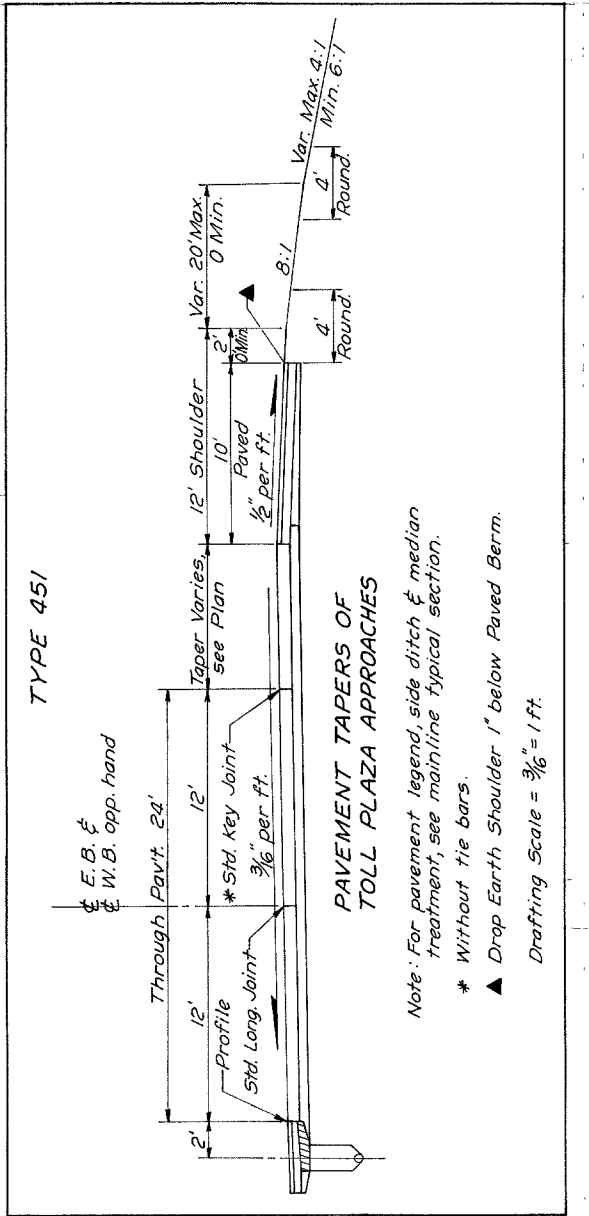 TYPE 451
℄ E.B. &
℄ W.B. opp. hand
Through Pav't. 24'
2'
12'
12'
Taper Varies,
see Plan
12' Shoulder
10'
2'
0'Min.
Var. 20' Max.
0 Min.
Profile
Std. Long. Joint
* Std. Key Joint
3/16" per ft.
Paved
1/2" per ft.
8:1
Var. Max. 4:1
Min. 6:1
4'
Round.
4'
Round.
PAVEMENT TAPERS OF
TOLL PLAZA APPROACHES
Note: For pavement legend, side ditch & median
treatment, see mainline typical section.
* Without tie bars.
▲ Drop Earth Shoulder 1" below Paved Berm.
Drafting Scale = 3/16" = 1 ft.